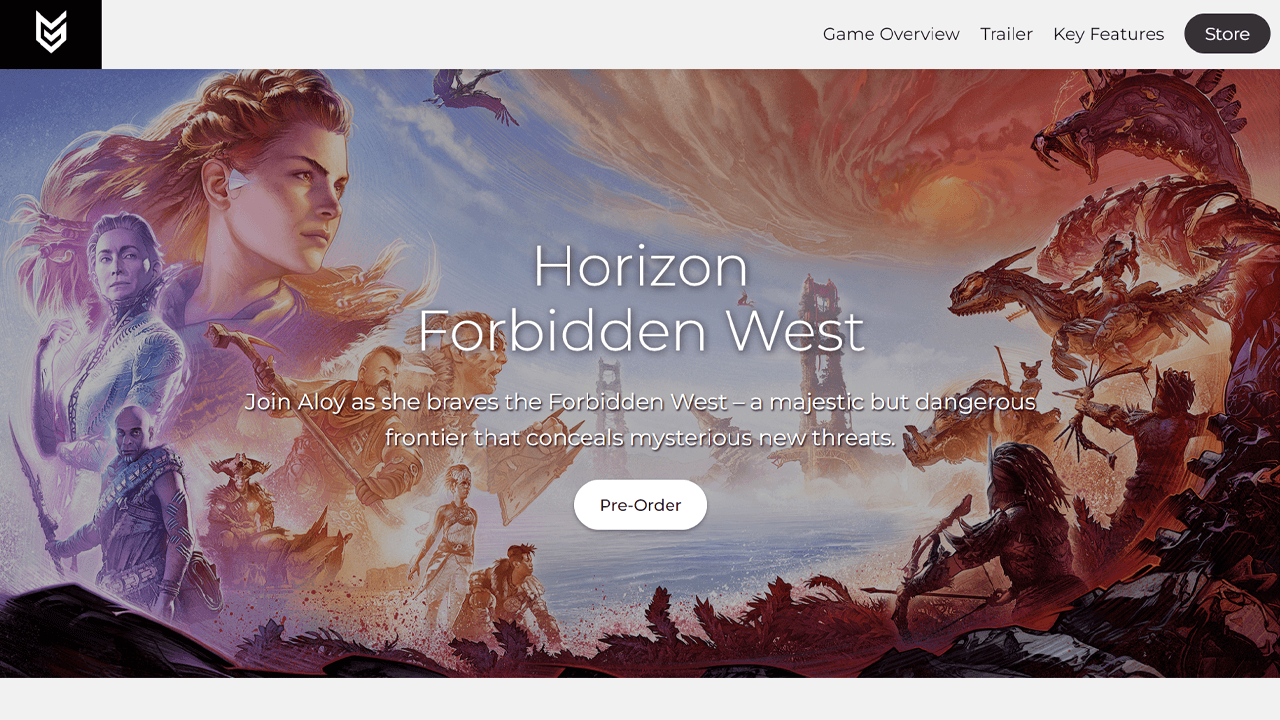 Game Overview
Trailer
Key Features
Store
Horizon
Forbidden West
Join Aloy as she braves the Forbidden West – a majestic but dangerous
frontier that conceals mysterious new threats.
Pre-Order